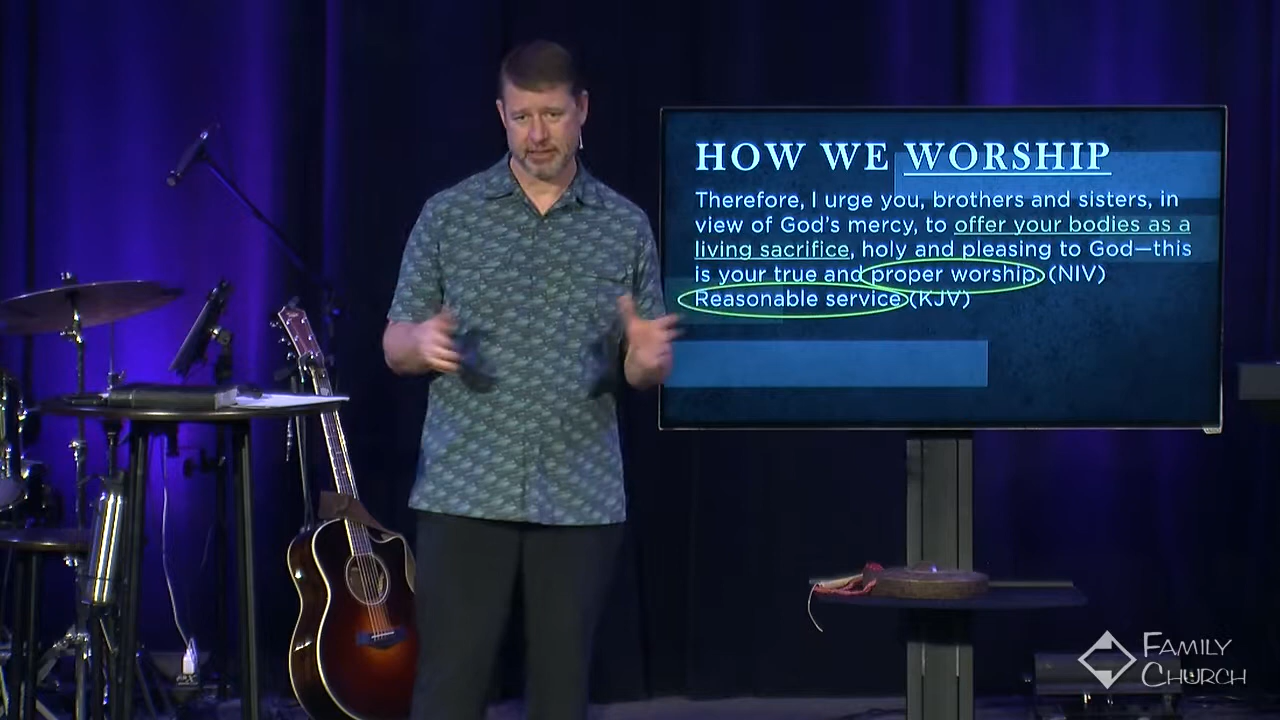 HOW WE WORSHIP
Therefore, I urge you, brothers and sisters, in
view of God's mercy, to offer your bodies as a
living sacrifice, holy and pleasing to God—this
is your true and proper worship. (NIV)
Reasonable service (KJV)
FAMILY
CHURCH